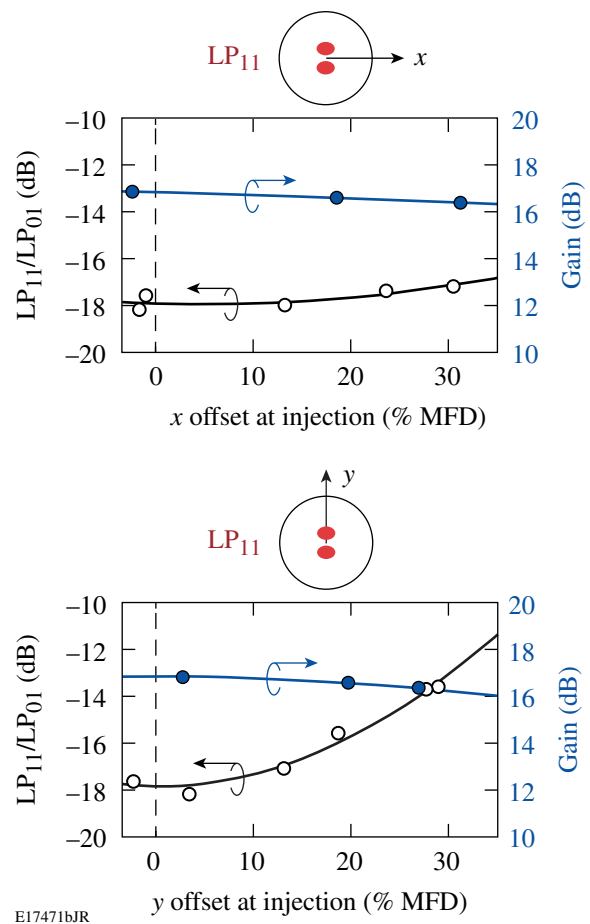 LP11
x
–10
–12
–14
–16
–18
–20
LP11/LP01 (dB)
20
18
16
14
12
10
Gain (dB)
0 10 20 30
x offset at injection (% MFD)
y
LP11
–10
–12
–14
–16
–18
–20
LP11/LP01 (dB)
20
18
16
14
12
10
Gain (dB)
0 10 20 30
y offset at injection (% MFD)
E17471bJR